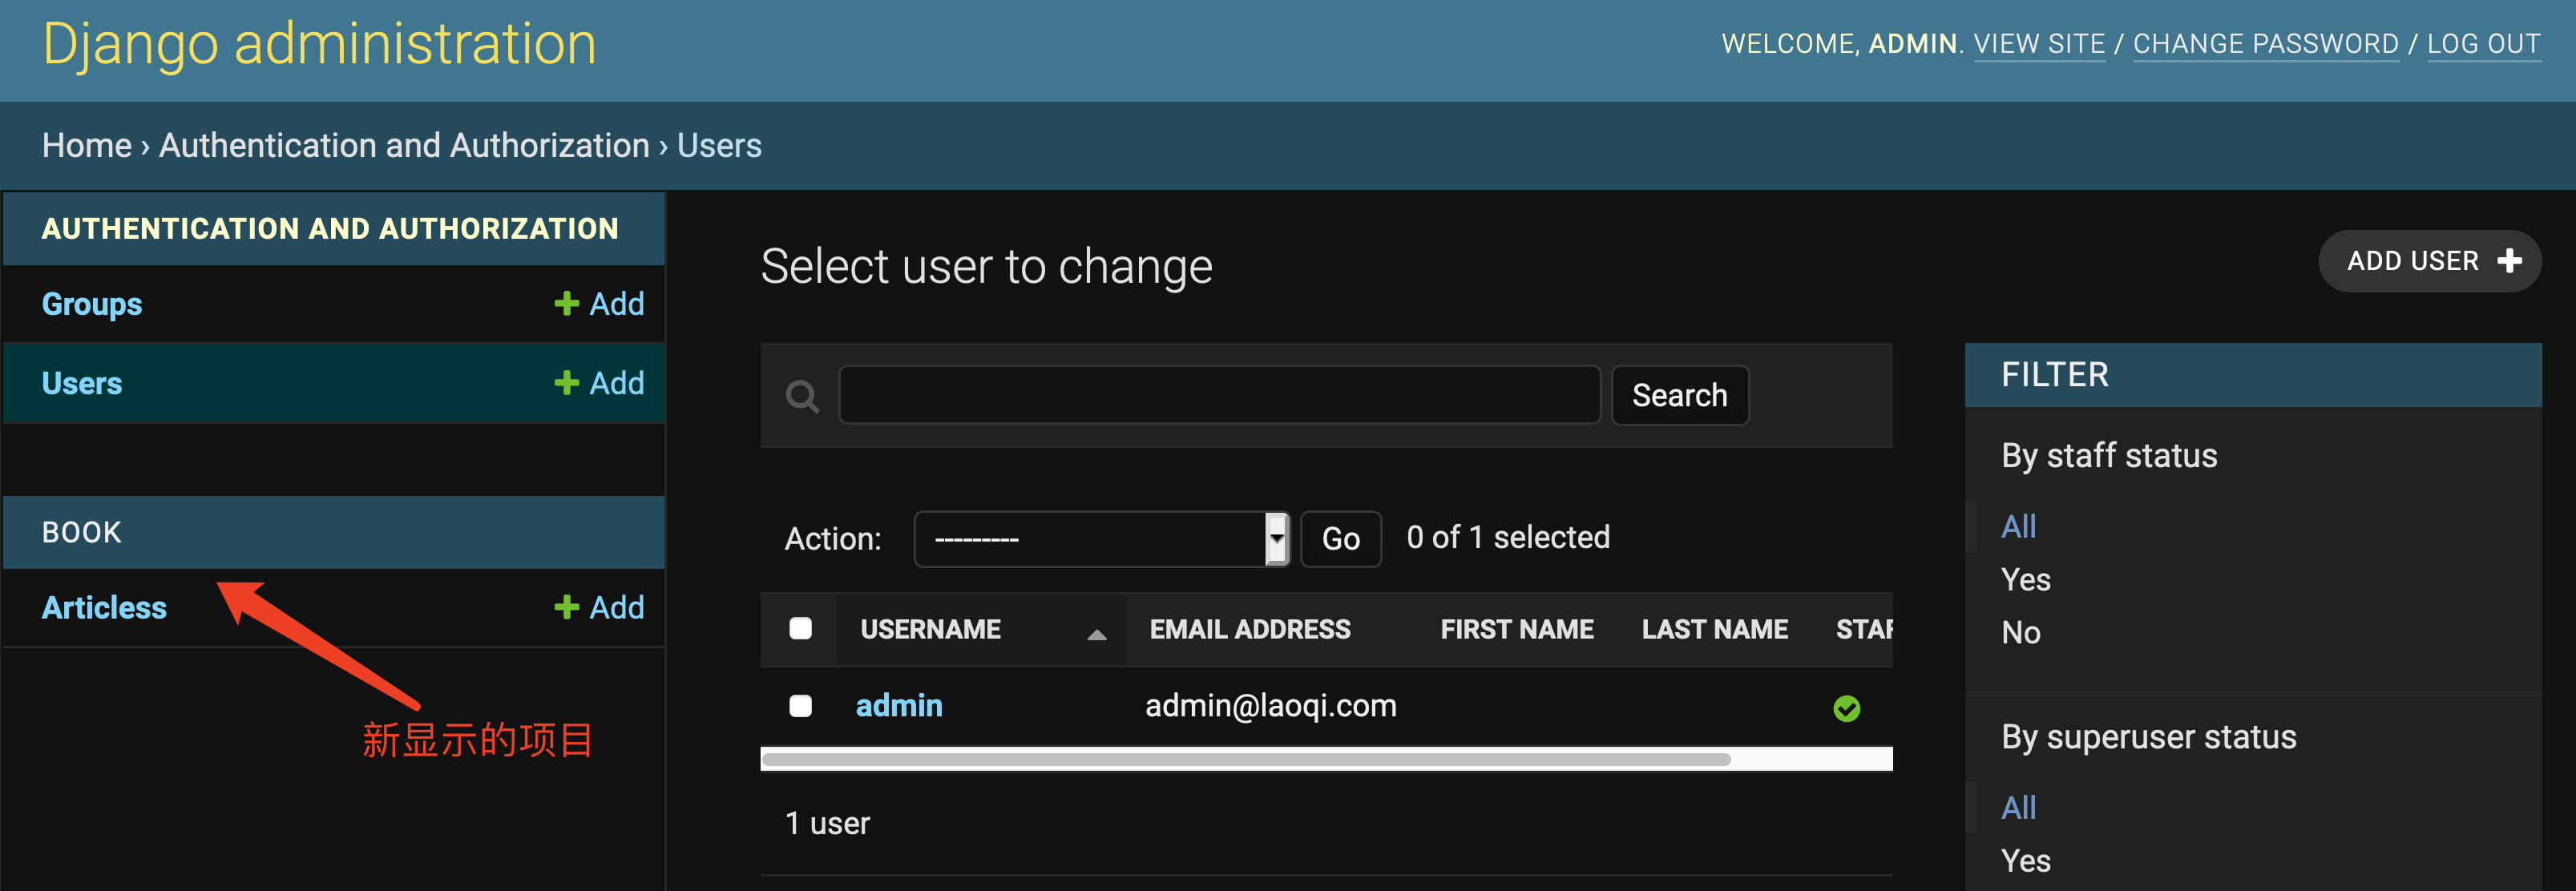 Django administration
WELCOME, ADMIN. VIEW SITE / CHANGE PASSWORD / LOG OUT
Home › Authentication and Authorization › Users
AUTHENTICATION AND AUTHORIZATION
Groups + Add
Users + Add
BOOK
Articless + Add
新显示的项目
Select user to change
ADD USER +
Search
Action: --------- Go 0 of 1 selected
USERNAME EMAIL ADDRESS FIRST NAME LAST NAME STAF
admin admin@laoqi.com
1 user
FILTER
By staff status
All
Yes
No
By superuser status
All
Yes